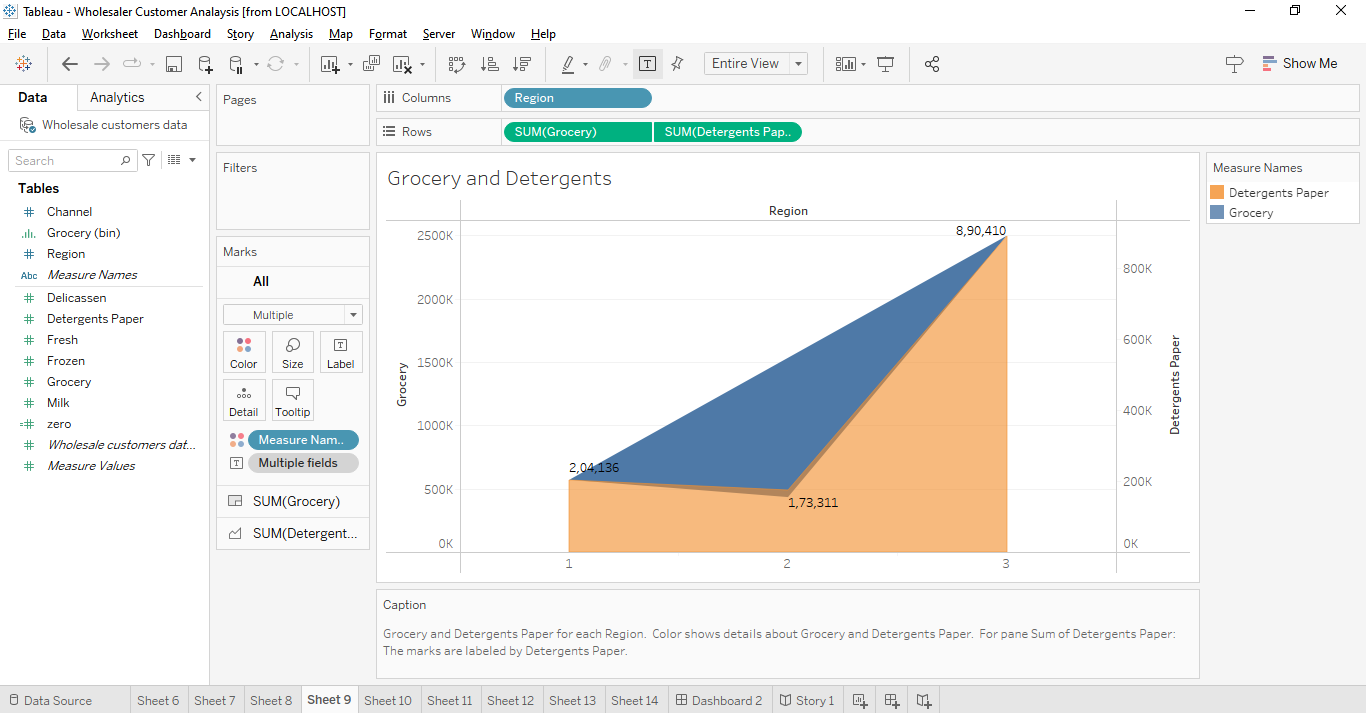 Tableau - Wholesaler Customer Analaysis [from LOCALHOST]
File Data Worksheet Dashboard Story Analysis Map Format Server Window Help
Entire View
Show Me
Data Analytics
Wholesale customers data
Search
Tables
Channel
Grocery (bin)
Region
Abc Measure Names
Delicassen
Detergents Paper
Fresh
Frozen
Grocery
Milk
zero
Wholesale customers dat...
Measure Values
Pages
Filters
Marks
All
Multiple
Color Size Label
Detail Tooltip
Measure Nam..
Multiple fields
SUM(Grocery)
SUM(Detergent...
Columns Region
Rows SUM(Grocery) SUM(Detergents Pap..
Grocery and Detergents
Region
2500K
2000K
1500K
1000K
500K
0K
Grocery
8,90,410
2,04,136
1,73,311
800K
600K
400K
200K
0K
Detergents Paper
1 2 3
Measure Names
Detergents Paper
Grocery
Caption
Grocery and Detergents Paper for each Region. Color shows details about Grocery and Detergents Paper. For pane Sum of Detergents Paper:
The marks are labeled by Detergents Paper.
Data Source Sheet 6 Sheet 7 Sheet 8 Sheet 9 Sheet 10 Sheet 11 Sheet 12 Sheet 13 Sheet 14 Dashboard 2 Story 1